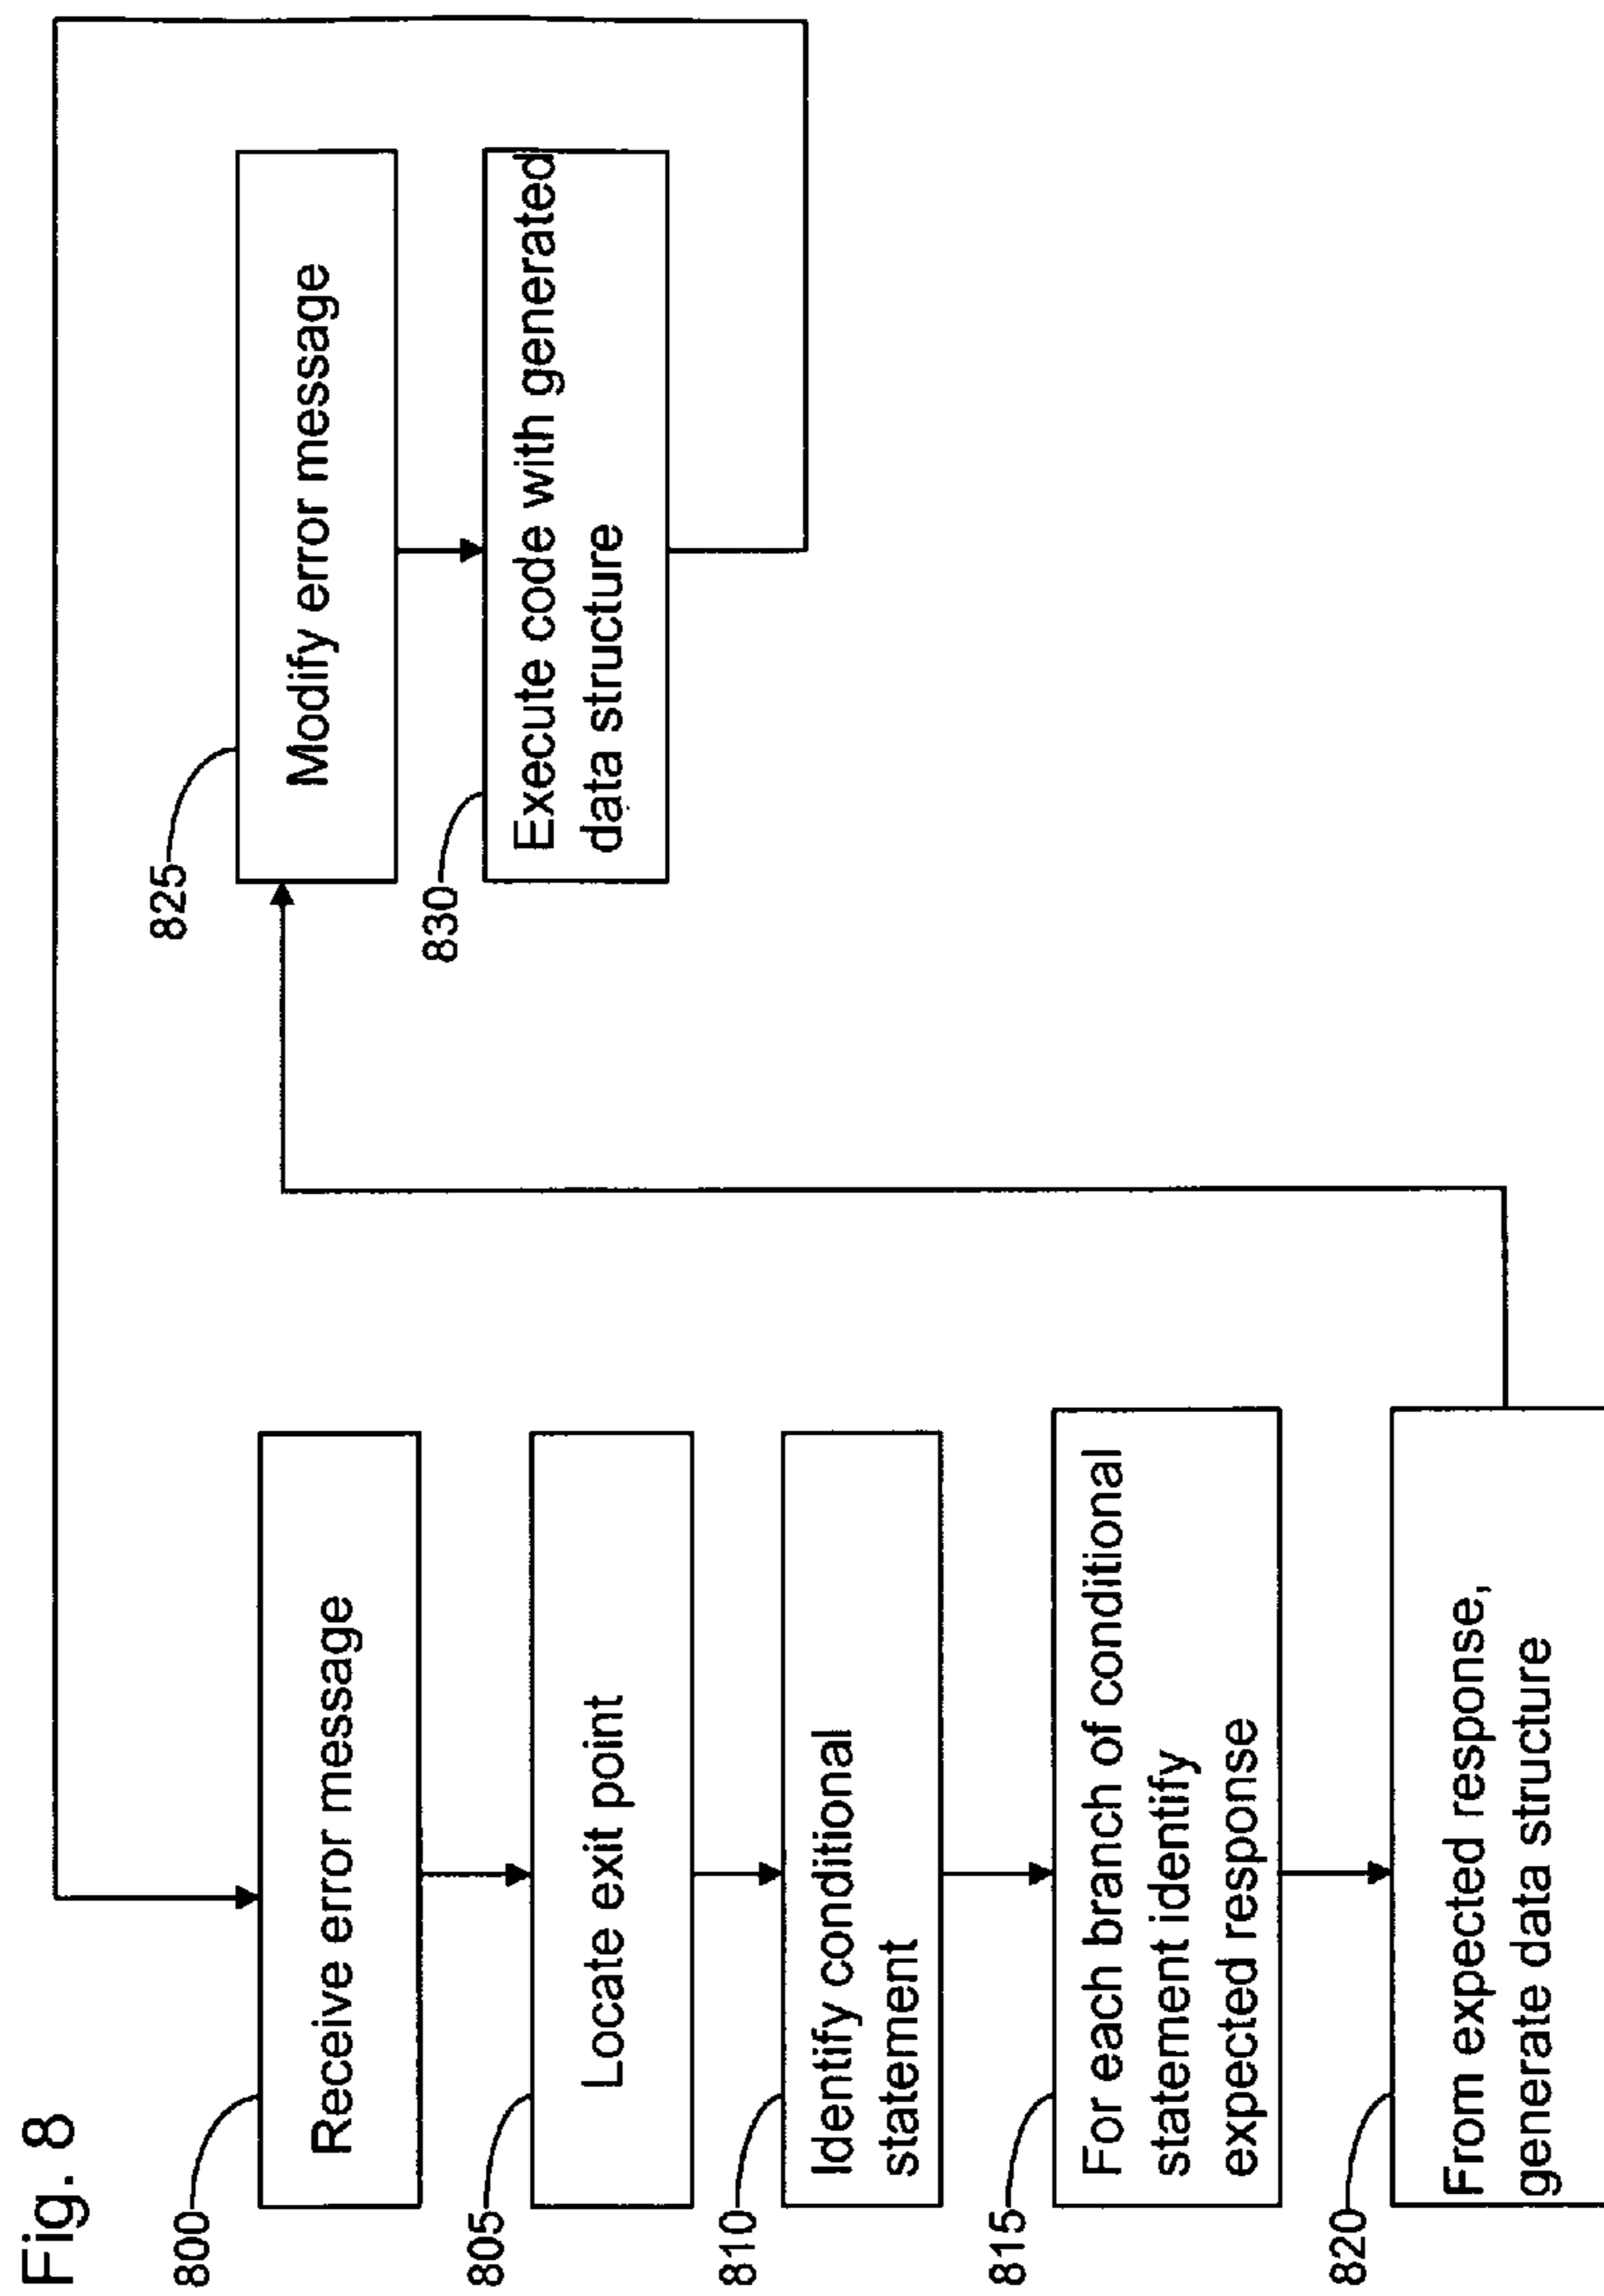 Fig. 8
800
Receive error message
805
Locate exit point
810
Identify conditional
statement
815
For each branch of conditional
statement identify
expected response
820
From expected response,
generate data structure
825
Modify error message
830
Execute code with generated
data structure